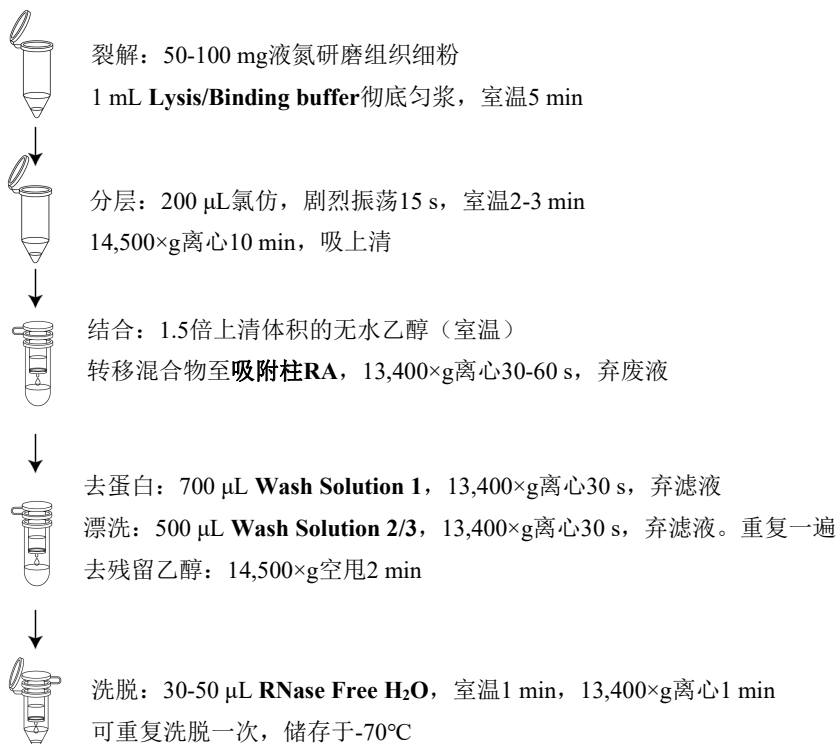 裂解：50-100 mg液氮研磨组织细粉
1 mL Lysis/Binding buffer彻底匀浆，室温5 min
分层：200 μL氯仿，剧烈振荡15 s，室温2-3 min
14,500×g离心10 min，吸上清
结合：1.5倍上清体积的无水乙醇（室温）
转移混合物至吸附柱RA，13,400×g离心30-60 s，弃废液
去蛋白：700 μL Wash Solution 1，13,400×g离心30 s，弃滤液
漂洗：500 μL Wash Solution 2/3，13,400×g离心30 s，弃滤液。重复一遍
去残留乙醇：14,500×g空甩2 min
洗脱：30-50 μL RNase Free H₂O，室温1 min，13,400×g离心1 min
可重复洗脱一次，储存于-70℃